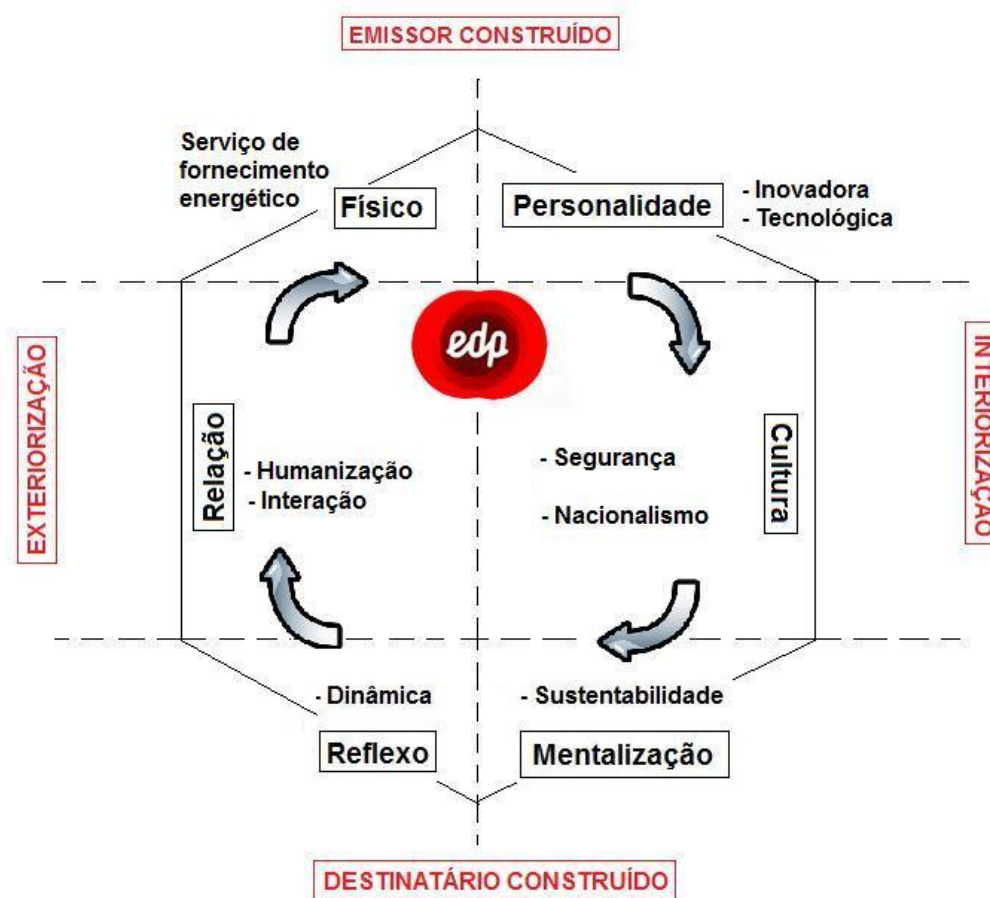 EMISSOR CONSTRUÍDO
Serviço de
fornecimento
energético
Físico
Personalidade
- Inovadora
- Tecnológica
edp
EXTERIORIZAÇÃO
Relação
- Humanização
- Interação
- Segurança
- Nacionalismo
Cultura
INTERIORIZAÇÃO
- Dinâmica
- Sustentabilidade
Reflexo
Mentalização
DESTINATÁRIO CONSTRUÍDO